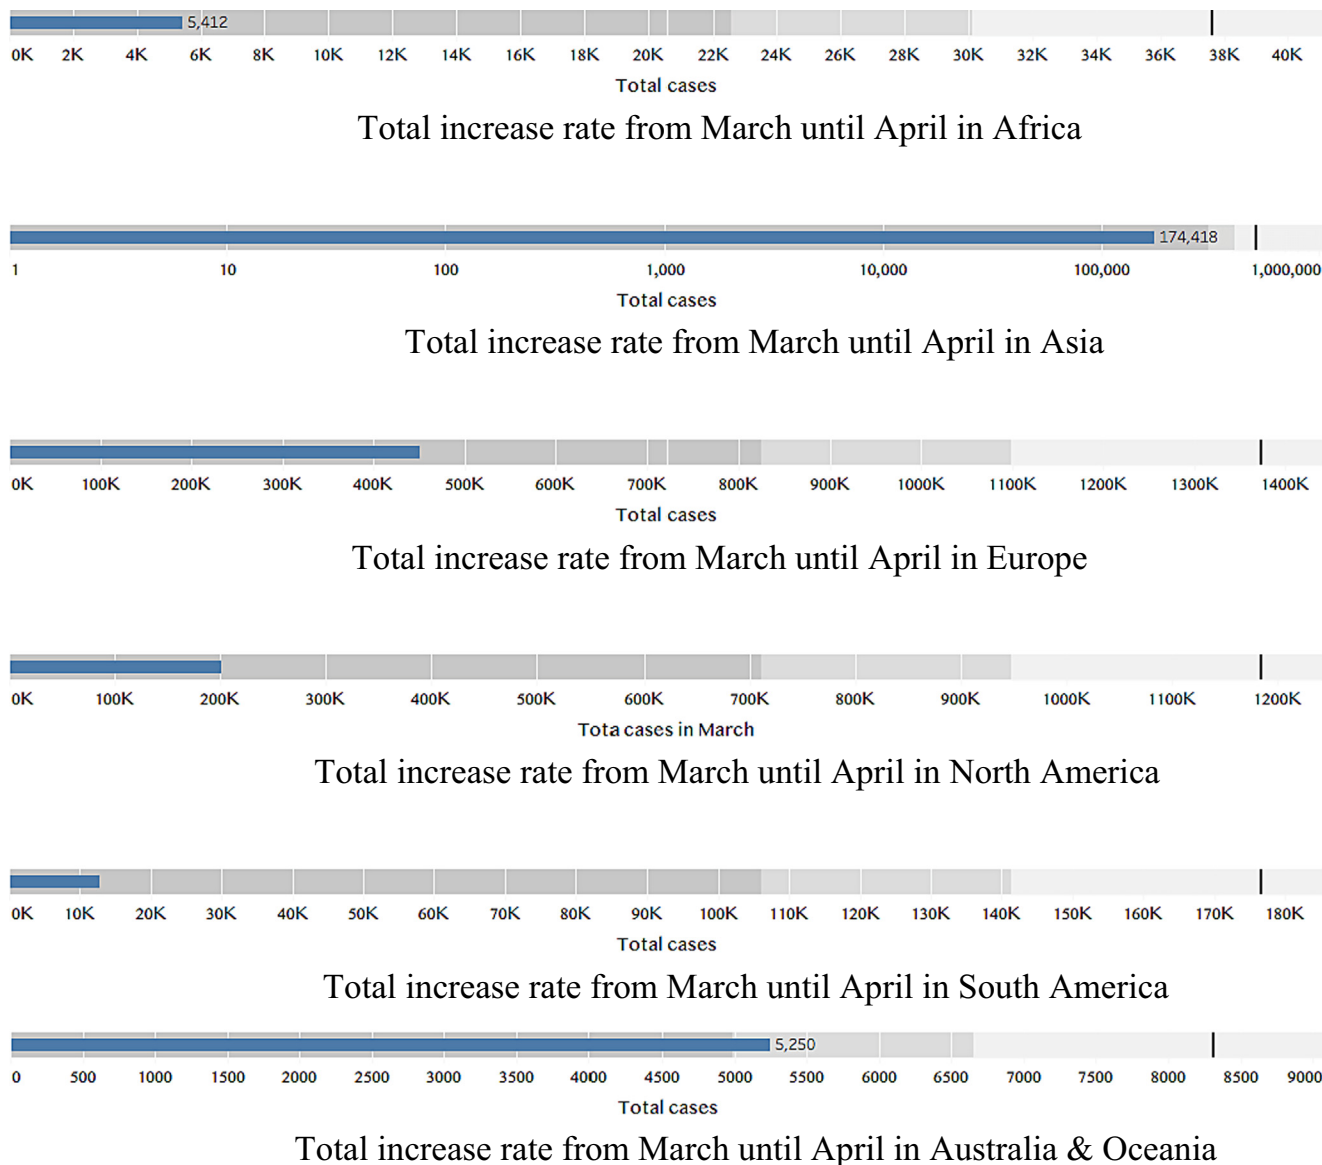 5,412
0K 2K 4K 6K 8K 10K 12K 14K 16K 18K 20K 22K 24K 26K 28K 30K 32K 34K 36K 38K 40K
Total cases
Total increase rate from March until April in Africa
174,418
1 10 100 1,000 10,000 100,000 1,000,000
Total cases
Total increase rate from March until April in Asia
0K 100K 200K 300K 400K 500K 600K 700K 800K 900K 1000K 1100K 1200K 1300K 1400K
Total cases
Total increase rate from March until April in Europe
0K 100K 200K 300K 400K 500K 600K 700K 800K 900K 1000K 1100K 1200K
Tota cases in March
Total increase rate from March until April in North America
0K 10K 20K 30K 40K 50K 60K 70K 80K 90K 100K 110K 120K 130K 140K 150K 160K 170K 180K
Total cases
Total increase rate from March until April in South America
5,250
0 500 1000 1500 2000 2500 3000 3500 4000 4500 5000 5500 6000 6500 7000 7500 8000 8500 9000
Total cases
Total increase rate from March until April in Australia & Oceania